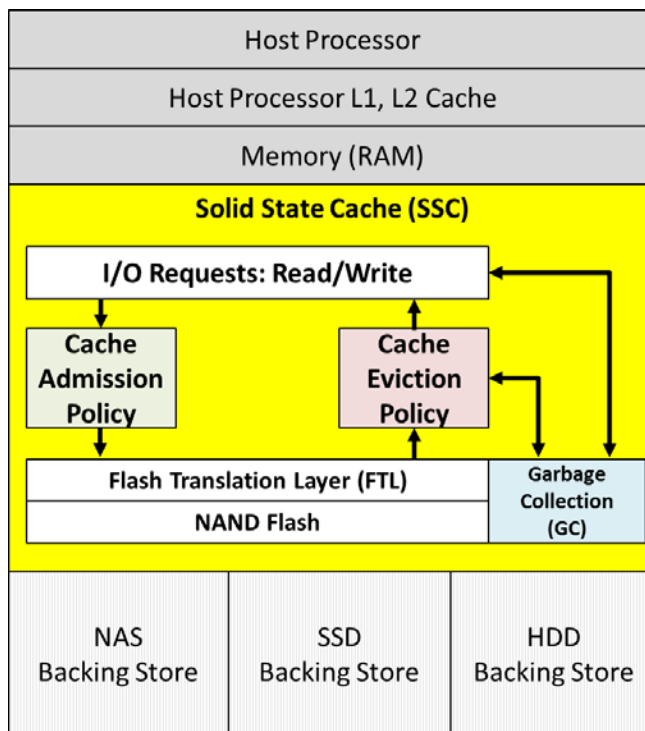 Host Processor
Host Processor L1, L2 Cache
Memory (RAM)
Solid State Cache (SSC)
I/O Requests: Read/Write
Cache
Admission
Policy
Cache
Eviction
Policy
Flash Translation Layer (FTL)
NAND Flash
Garbage
Collection
(GC)
NAS
Backing Store
SSD
Backing Store
HDD
Backing Store